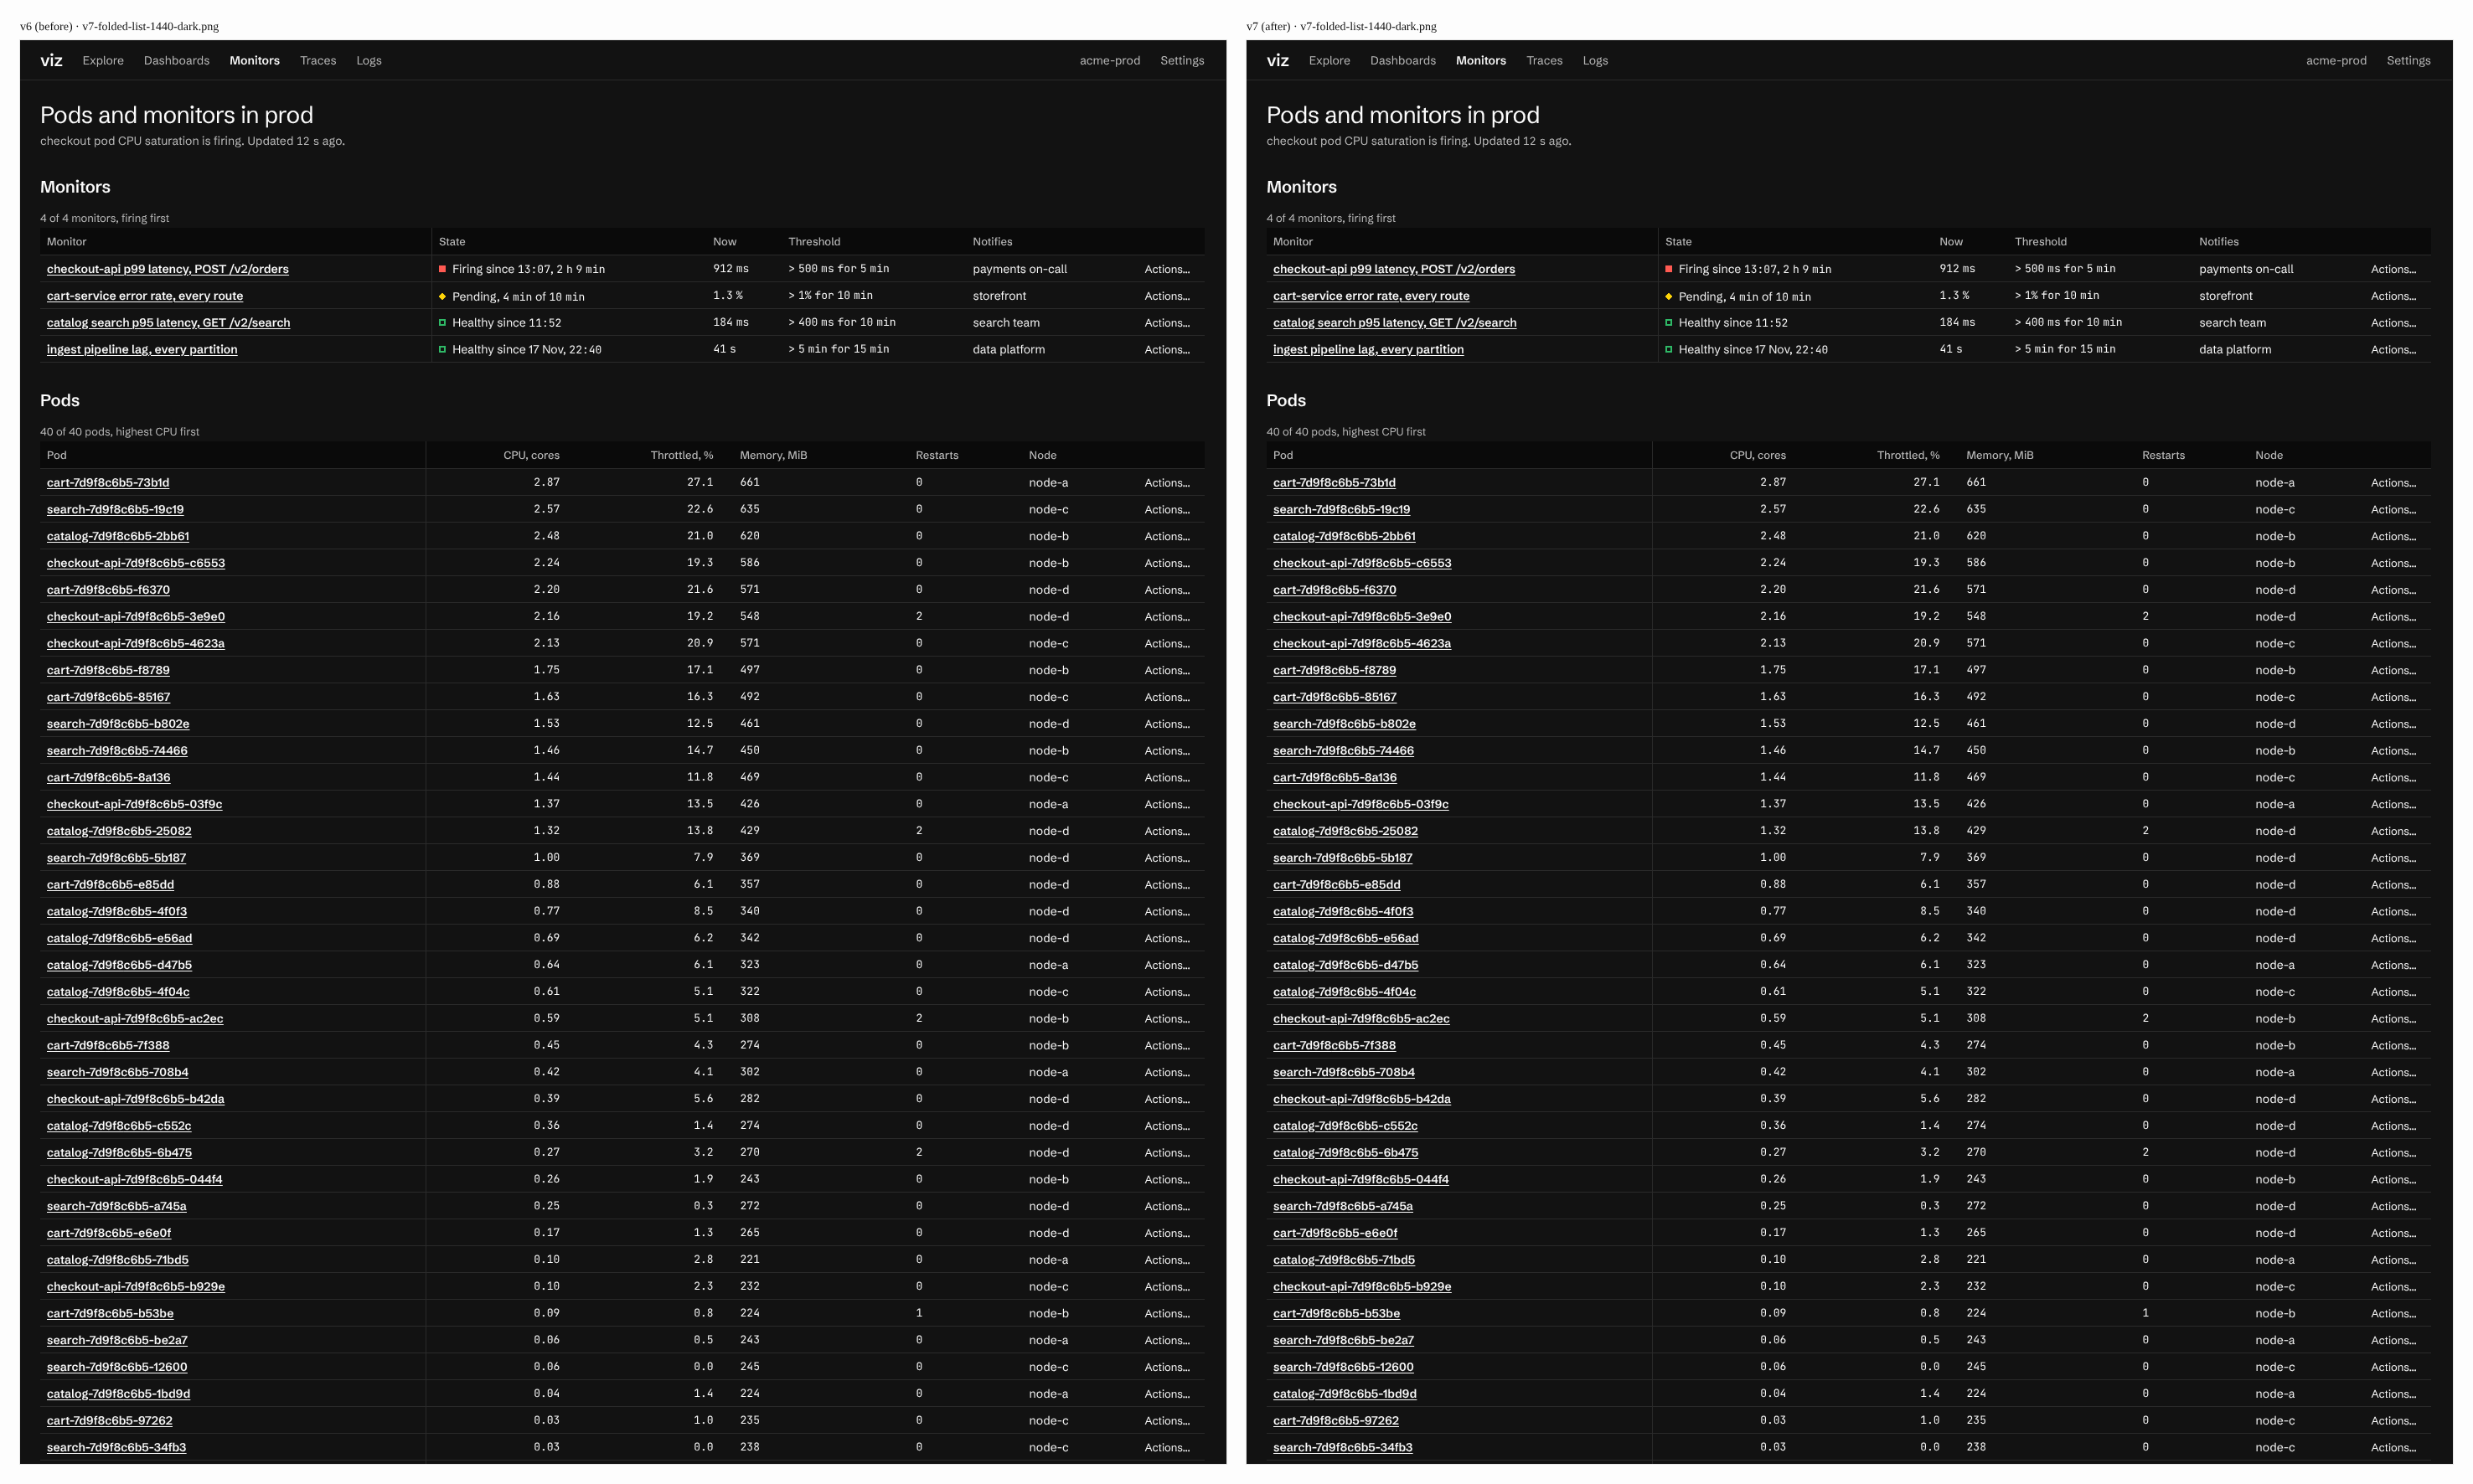 v6 (before) · v7-folded-list-1440-dark.png
viz Explore Dashboards Monitors Traces Logs acme-prod Settings
Pods and monitors in prod
checkout pod CPU saturation is firing. Updated 12 s ago.
Monitors
4 of 4 monitors, firing first
Monitor State Now Threshold Notifies
checkout-api p99 latency, POST /v2/orders Firing since 13:07, 2 h 9 min 912 ms > 500 ms for 5 min payments on-call Actions...
cart-service error rate, every route Pending, 4 min of 10 min 1.3 % > 1% for 10 min storefront Actions...
catalog search p95 latency, GET /v2/search Healthy since 11:52 184 ms > 400 ms for 10 min search team Actions...
ingest pipeline lag, every partition Healthy since 17 Nov, 22:40 41 s > 5 min for 15 min data platform Actions...
Pods
40 of 40 pods, highest CPU first
Pod CPU, cores Throttled, % Memory, MiB Restarts Node
cart-7d9f8c6b5-73b1d 2.87 27.1 661 0 node-a Actions...
search-7d9f8c6b5-19c19 2.57 22.6 635 0 node-c Actions...
catalog-7d9f8c6b5-2bb61 2.48 21.0 620 0 node-b Actions...
checkout-api-7d9f8c6b5-c6553 2.24 19.3 586 0 node-b Actions...
cart-7d9f8c6b5-f6370 2.20 21.6 571 0 node-d Actions...
checkout-api-7d9f8c6b5-3e9e0 2.16 19.2 548 2 node-d Actions...
checkout-api-7d9f8c6b5-4623a 2.13 20.9 571 0 node-c Actions...
cart-7d9f8c6b5-f8789 1.75 17.1 497 0 node-b Actions...
cart-7d9f8c6b5-85167 1.63 16.3 492 0 node-c Actions...
search-7d9f8c6b5-b802e 1.53 12.5 461 0 node-d Actions...
search-7d9f8c6b5-74466 1.46 14.7 450 0 node-b Actions...
cart-7d9f8c6b5-8a136 1.44 11.8 469 0 node-c Actions...
checkout-api-7d9f8c6b5-03f9c 1.37 13.5 426 0 node-a Actions...
catalog-7d9f8c6b5-25082 1.32 13.8 429 2 node-d Actions...
search-7d9f8c6b5-5b187 1.00 7.9 369 0 node-d Actions...
cart-7d9f8c6b5-e85dd 0.88 6.1 357 0 node-d Actions...
catalog-7d9f8c6b5-4f0f3 0.77 8.5 340 0 node-d Actions...
catalog-7d9f8c6b5-e56ad 0.69 6.2 342 0 node-d Actions...
catalog-7d9f8c6b5-d47b5 0.64 6.1 323 0 node-a Actions...
catalog-7d9f8c6b5-4f04c 0.61 5.1 322 0 node-c Actions...
checkout-api-7d9f8c6b5-ac2ec 0.59 5.1 308 2 node-b Actions...
cart-7d9f8c6b5-7f388 0.45 4.3 274 0 node-b Actions...
search-7d9f8c6b5-708b4 0.42 4.1 302 0 node-a Actions...
checkout-api-7d9f8c6b5-b42da 0.39 5.6 282 0 node-d Actions...
catalog-7d9f8c6b5-c552c 0.36 1.4 274 0 node-d Actions...
catalog-7d9f8c6b5-6b475 0.27 3.2 270 2 node-d Actions...
checkout-api-7d9f8c6b5-044f4 0.26 1.9 243 0 node-b Actions...
search-7d9f8c6b5-a745a 0.25 0.3 272 0 node-d Actions...
cart-7d9f8c6b5-e6e0f 0.17 1.3 265 0 node-d Actions...
catalog-7d9f8c6b5-71bd5 0.10 2.8 221 0 node-a Actions...
checkout-api-7d9f8c6b5-b929e 0.10 2.3 232 0 node-c Actions...
cart-7d9f8c6b5-b53be 0.09 0.8 224 1 node-b Actions...
search-7d9f8c6b5-be2a7 0.06 0.5 243 0 node-a Actions...
search-7d9f8c6b5-12600 0.06 0.0 245 0 node-c Actions...
catalog-7d9f8c6b5-1bd9d 0.04 1.4 224 0 node-a Actions...
cart-7d9f8c6b5-97262 0.03 1.0 235 0 node-c Actions...
search-7d9f8c6b5-34fb3 0.03 0.0 238 0 node-c Actions...
v7 (after) · v7-folded-list-1440-dark.png
viz Explore Dashboards Monitors Traces Logs acme-prod Settings
Pods and monitors in prod
checkout pod CPU saturation is firing. Updated 12 s ago.
Monitors
4 of 4 monitors, firing first
Monitor State Now Threshold Notifies
checkout-api p99 latency, POST /v2/orders Firing since 13:07, 2 h 9 min 912 ms > 500 ms for 5 min payments on-call Actions...
cart-service error rate, every route Pending, 4 min of 10 min 1.3 % > 1% for 10 min storefront Actions...
catalog search p95 latency, GET /v2/search Healthy since 11:52 184 ms > 400 ms for 10 min search team Actions...
ingest pipeline lag, every partition Healthy since 17 Nov, 22:40 41 s > 5 min for 15 min data platform Actions...
Pods
40 of 40 pods, highest CPU first
Pod CPU, cores Throttled, % Memory, MiB Restarts Node
cart-7d9f8c6b5-73b1d 2.87 27.1 661 0 node-a Actions...
search-7d9f8c6b5-19c19 2.57 22.6 635 0 node-c Actions...
catalog-7d9f8c6b5-2bb61 2.48 21.0 620 0 node-b Actions...
checkout-api-7d9f8c6b5-c6553 2.24 19.3 586 0 node-b Actions...
cart-7d9f8c6b5-f6370 2.20 21.6 571 0 node-d Actions...
checkout-api-7d9f8c6b5-3e9e0 2.16 19.2 548 2 node-d Actions...
checkout-api-7d9f8c6b5-4623a 2.13 20.9 571 0 node-c Actions...
cart-7d9f8c6b5-f8789 1.75 17.1 497 0 node-b Actions...
cart-7d9f8c6b5-85167 1.63 16.3 492 0 node-c Actions...
search-7d9f8c6b5-b802e 1.53 12.5 461 0 node-d Actions...
search-7d9f8c6b5-74466 1.46 14.7 450 0 node-b Actions...
cart-7d9f8c6b5-8a136 1.44 11.8 469 0 node-c Actions...
checkout-api-7d9f8c6b5-03f9c 1.37 13.5 426 0 node-a Actions...
catalog-7d9f8c6b5-25082 1.32 13.8 429 2 node-d Actions...
search-7d9f8c6b5-5b187 1.00 7.9 369 0 node-d Actions...
cart-7d9f8c6b5-e85dd 0.88 6.1 357 0 node-d Actions...
catalog-7d9f8c6b5-4f0f3 0.77 8.5 340 0 node-d Actions...
catalog-7d9f8c6b5-e56ad 0.69 6.2 342 0 node-d Actions...
catalog-7d9f8c6b5-d47b5 0.64 6.1 323 0 node-a Actions...
catalog-7d9f8c6b5-4f04c 0.61 5.1 322 0 node-c Actions...
checkout-api-7d9f8c6b5-ac2ec 0.59 5.1 308 2 node-b Actions...
cart-7d9f8c6b5-7f388 0.45 4.3 274 0 node-b Actions...
search-7d9f8c6b5-708b4 0.42 4.1 302 0 node-a Actions...
checkout-api-7d9f8c6b5-b42da 0.39 5.6 282 0 node-d Actions...
catalog-7d9f8c6b5-c552c 0.36 1.4 274 0 node-d Actions...
catalog-7d9f8c6b5-6b475 0.27 3.2 270 2 node-d Actions...
checkout-api-7d9f8c6b5-044f4 0.26 1.9 243 0 node-b Actions...
search-7d9f8c6b5-a745a 0.25 0.3 272 0 node-d Actions...
cart-7d9f8c6b5-e6e0f 0.17 1.3 265 0 node-d Actions...
catalog-7d9f8c6b5-71bd5 0.10 2.8 221 0 node-a Actions...
checkout-api-7d9f8c6b5-b929e 0.10 2.3 232 0 node-c Actions...
cart-7d9f8c6b5-b53be 0.09 0.8 224 1 node-b Actions...
search-7d9f8c6b5-be2a7 0.06 0.5 243 0 node-a Actions...
search-7d9f8c6b5-12600 0.06 0.0 245 0 node-c Actions...
catalog-7d9f8c6b5-1bd9d 0.04 1.4 224 0 node-a Actions...
cart-7d9f8c6b5-97262 0.03 1.0 235 0 node-c Actions...
search-7d9f8c6b5-34fb3 0.03 0.0 238 0 node-c Actions...